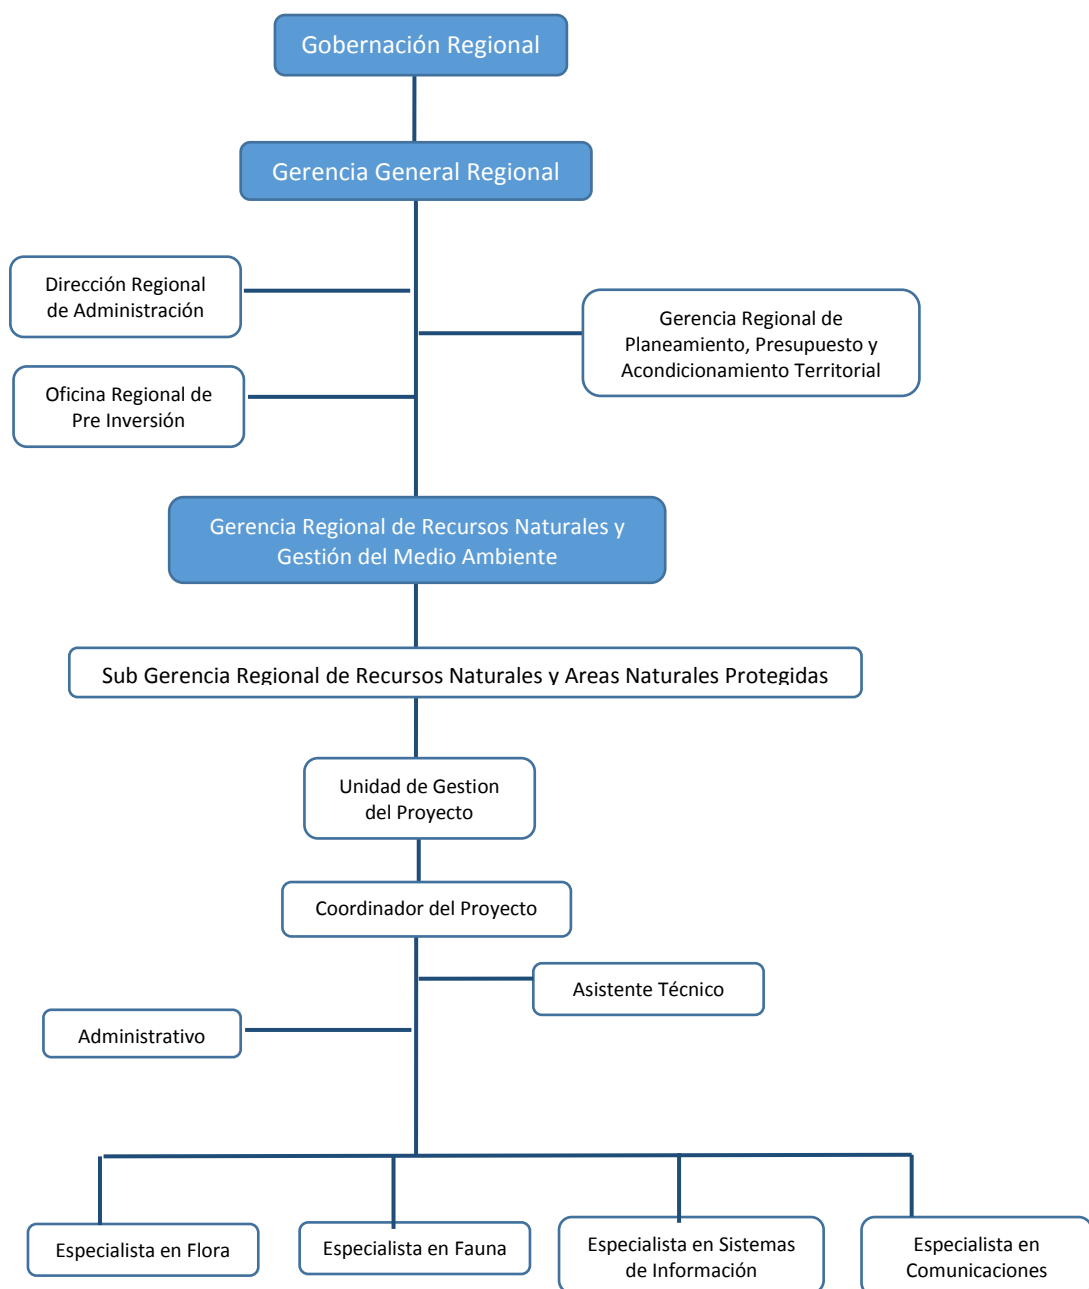 Gobernación Regional
Gerencia General Regional
Dirección Regional
de Administración
Gerencia Regional de
Planeamiento, Presupuesto y
Acondicionamiento Territorial
Oficina Regional de
Pre Inversión
Gerencia Regional de Recursos Naturales y
Gestión del Medio Ambiente
Sub Gerencia Regional de Recursos Naturales y Areas Naturales Protegidas
Unidad de Gestion
del Proyecto
Coordinador del Proyecto
Asistente Técnico
Administrativo
Especialista en Flora
Especialista en Fauna
Especialista en Sistemas
de Información
Especialista en
Comunicaciones